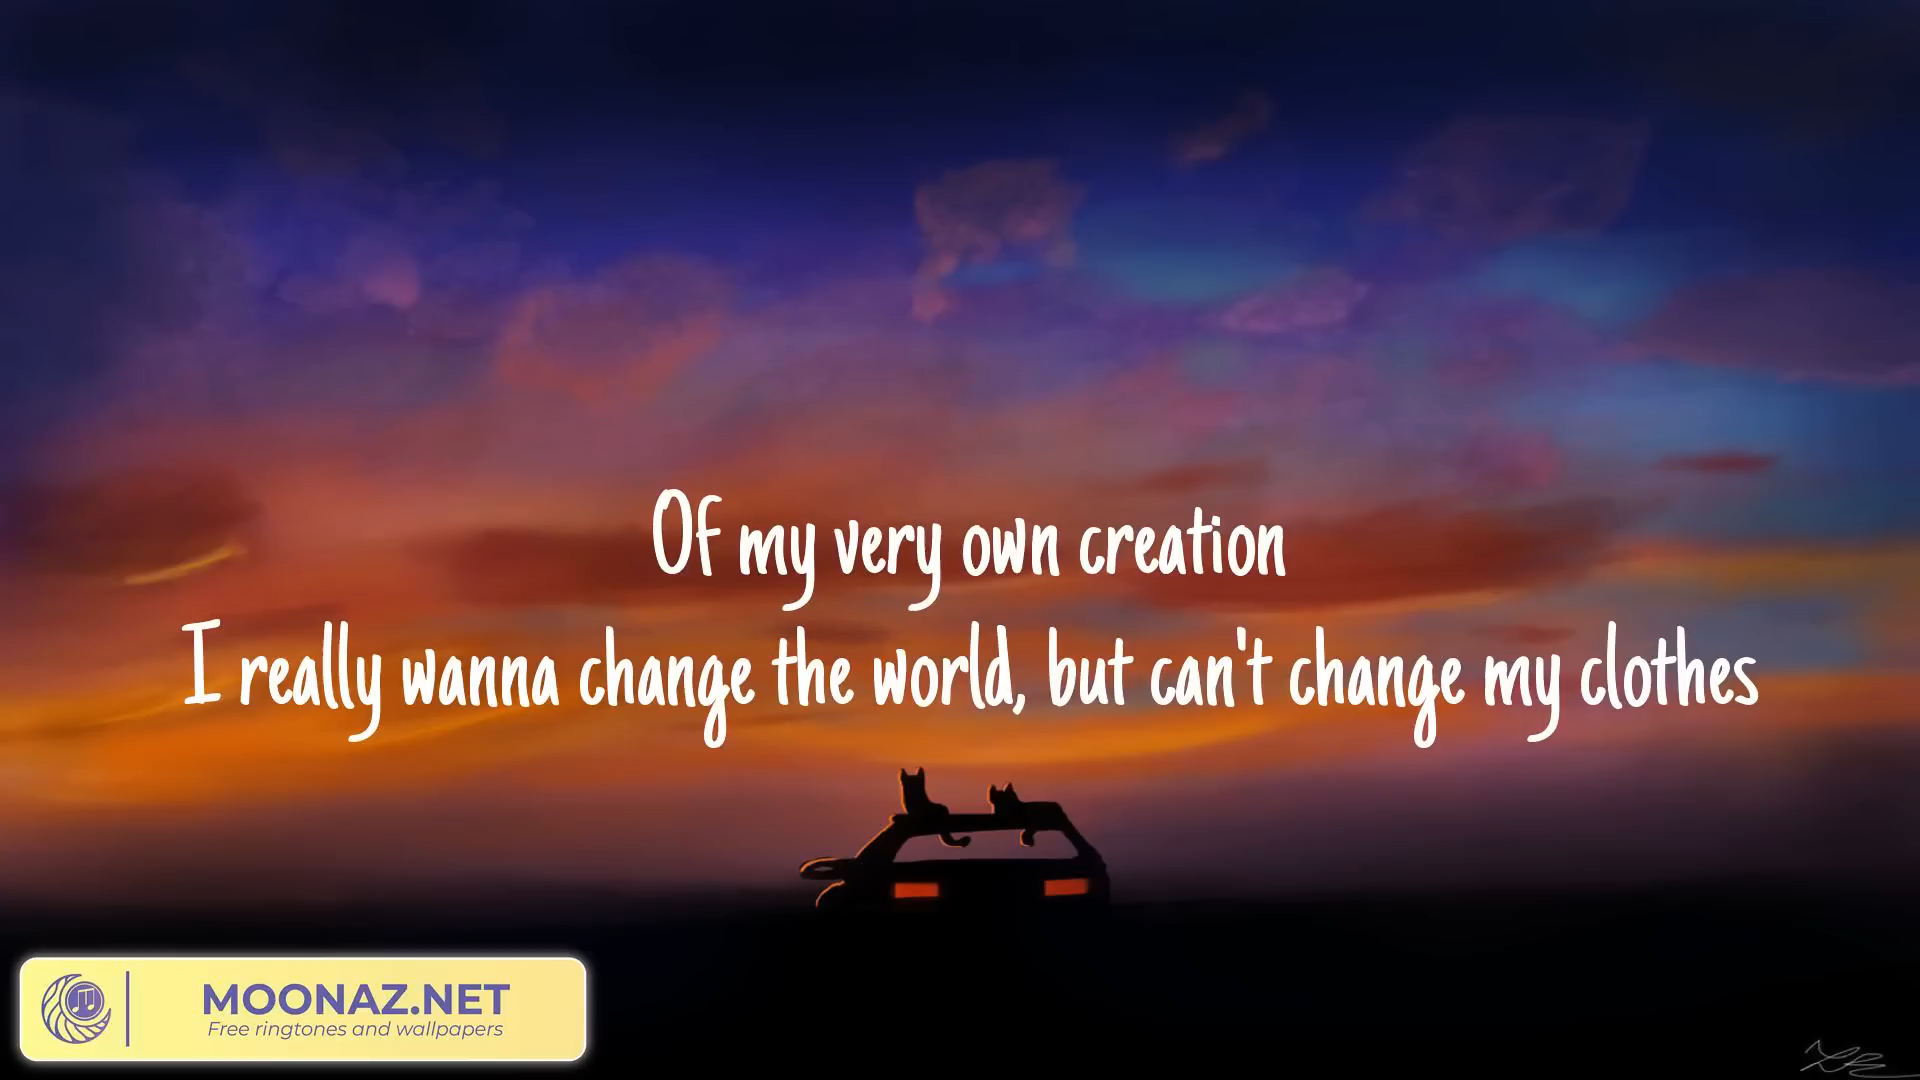 Of my very own creation
I really wanna change the world, but can't change my clothes
MOONAZ.NET
Free ringtones and wallpapers